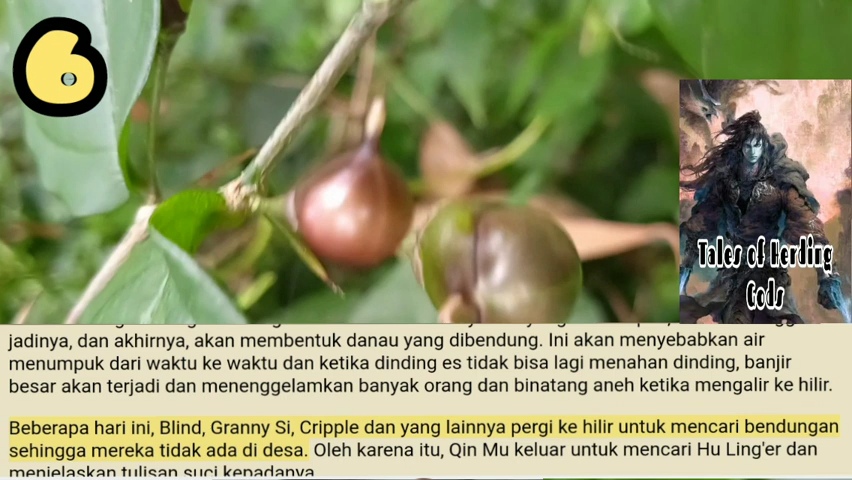 6
Tales of Herding
Gods
jadinya, dan akhirnya, akan membentuk danau yang dibendung. Ini akan menyebabkan air
menumpuk dari waktu ke waktu dan ketika dinding es tidak bisa lagi menahan dinding, banjir
besar akan terjadi dan menenggelamkan banyak orang dan binatang aneh ketika mengalir ke hilir.
Beberapa hari ini, Blind, Granny Si, Cripple dan yang lainnya pergi ke hilir untuk mencari bendungan
sehingga mereka tidak ada di desa. Oleh karena itu, Qin Mu keluar untuk mencari Hu Ling'er dan
menjelaskan tulisan suci kepadanya.